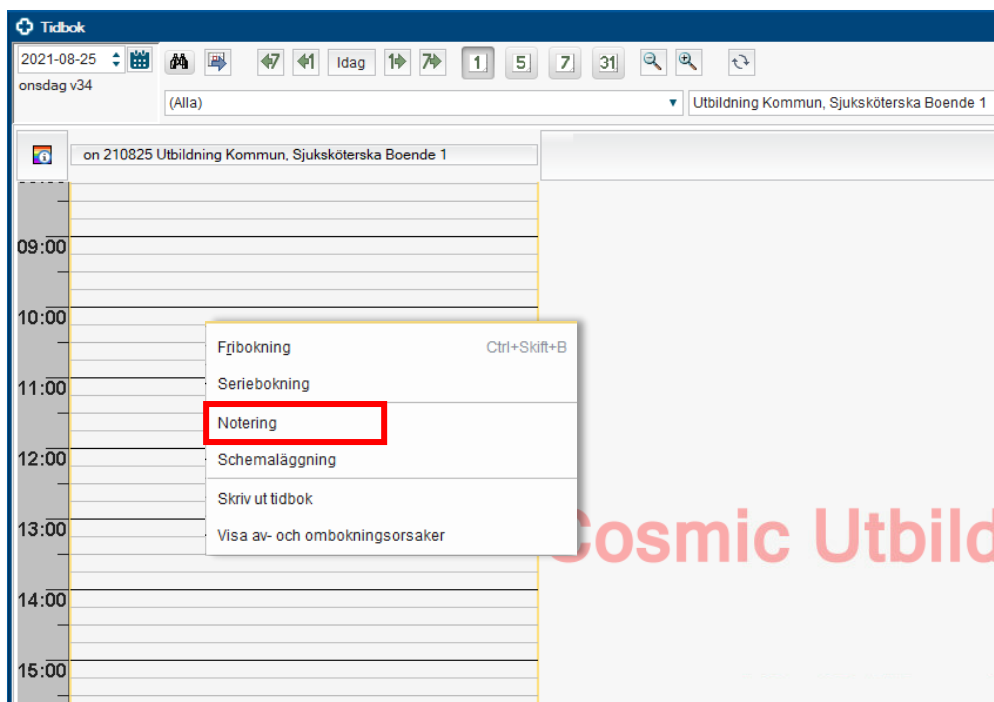 Tidbok
2021-08-25
Idag
1
5
7
31
onsdag v34
(Alla)
Utbildning Kommun, Sjuksköterska Boende 1
on 210825 Utbildning Kommun, Sjuksköterska Boende 1
09:00
10:00
Fribokning Ctrl+Skift+B
Seriebokning
11:00
Notering
Schemaläggning
12:00
Skriv ut tidbok
Visa av- och ombokningsorsaker
13:00
Cosmic Utbild
14:00
15:00